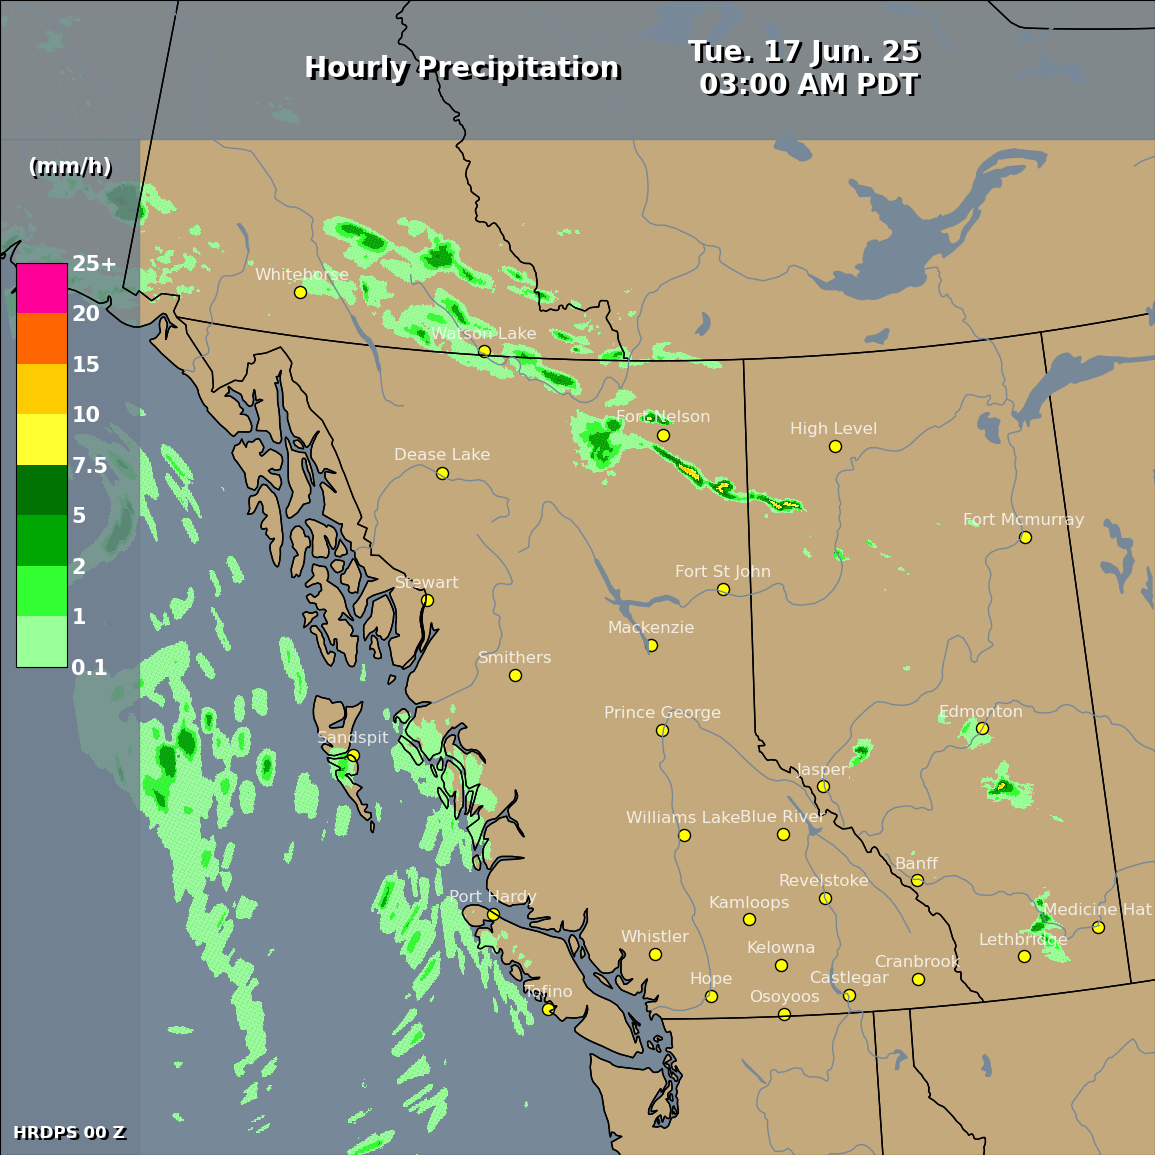 Hourly Precipitation
Tue. 17 Jun. 25
03:00 AM PDT
(mm/h)
25+
20
15
10
7.5
5
2
1
0.1
Whitehorse
Watson Lake
Fort Nelson
High Level
Dease Lake
Fort Mcmurray
Fort St John
Stewart
Mackenzie
Smithers
Prince George
Edmonton
Sandspit
Jasper
Williams Lake
Blue River
Banff
Revelstoke
Port Hardy
Kamloops
Medicine Hat
Whistler
Lethbridge
Kelowna
Cranbrook
Hope
Castlegar
Tofino
Osoyoos
HRDPS 00 Z